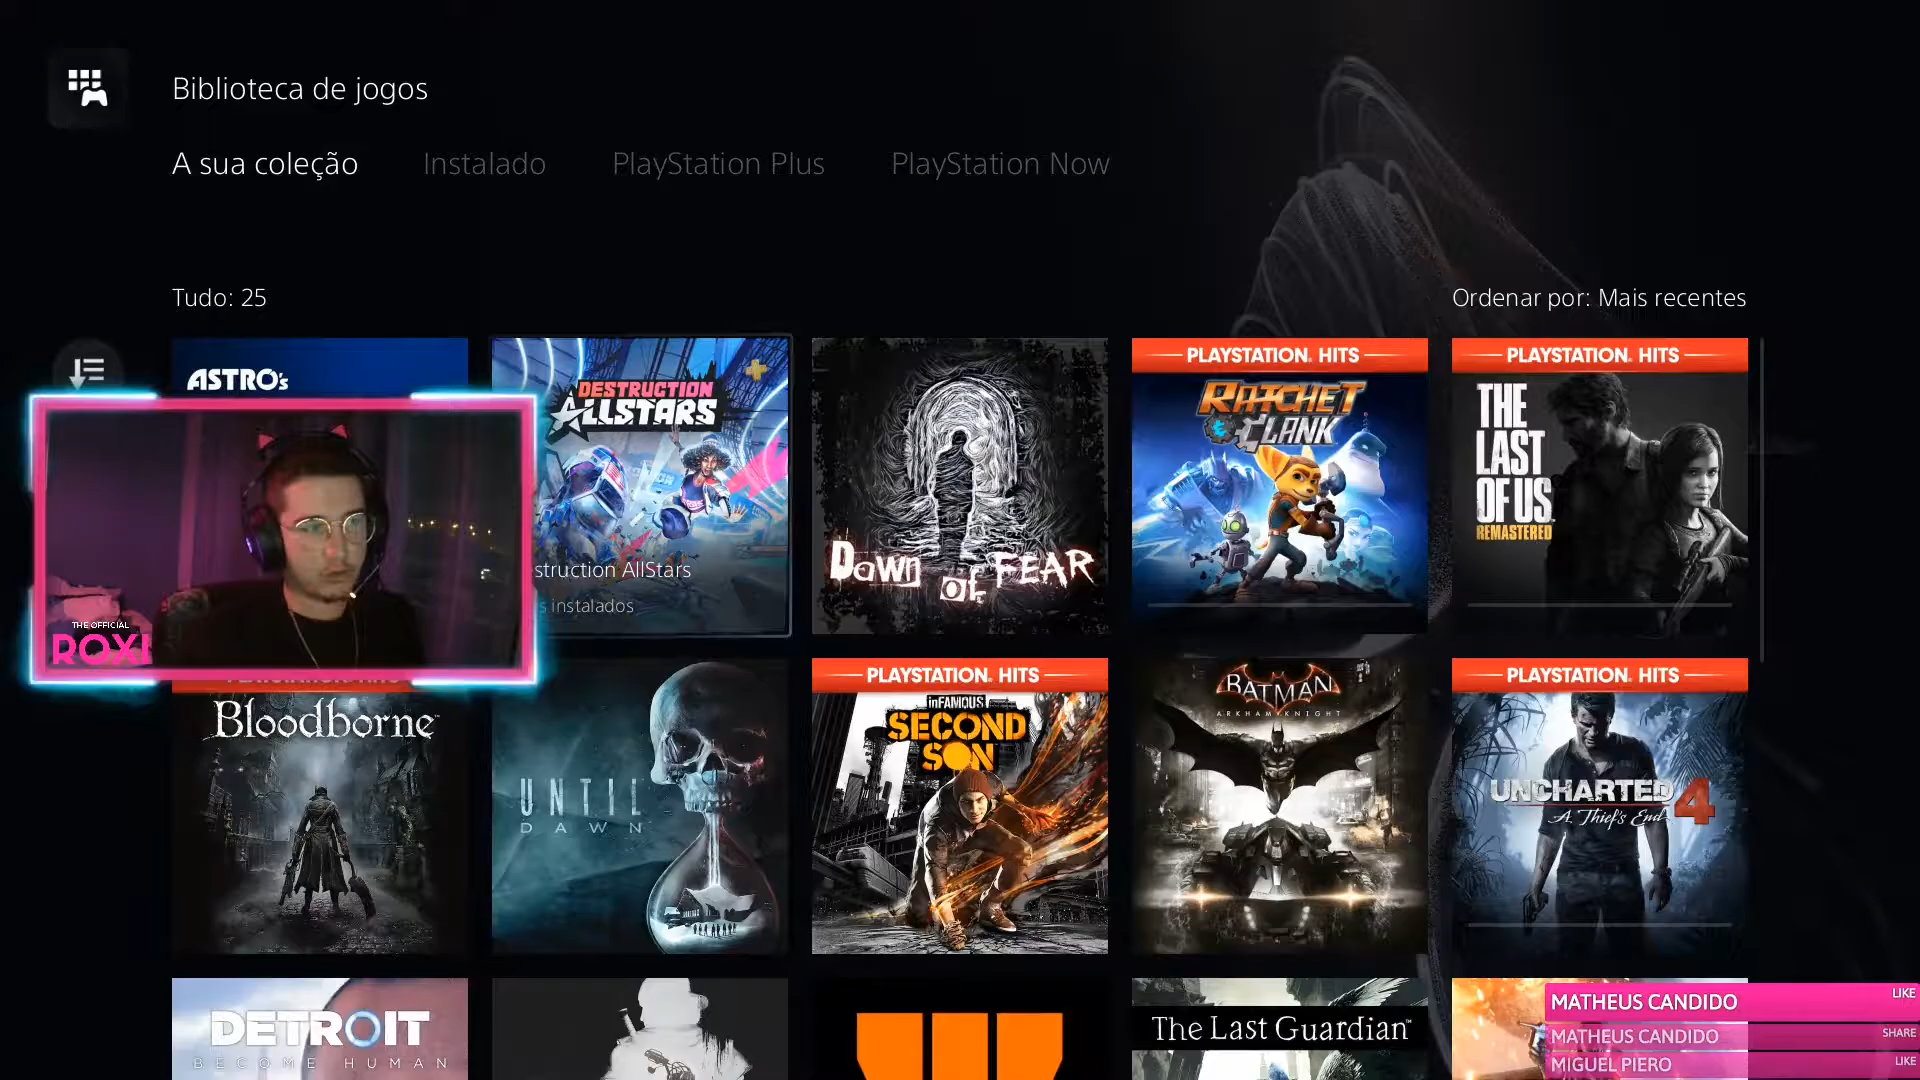 Biblioteca de jogos
A sua coleção
Instalado
PlayStation Plus
PlayStation Now
Tudo: 25
Ordenar por: Mais recentes
ASTRO's
DESTRUCTION
ALLSTARS
struction AllStars
s instalados
Dawn of FEAR
PLAYSTATION HITS
RATCHET
CLANK
PLAYSTATION HITS
THE
LAST
OF US
REMASTERED
THE OFFICIAL
ROXI
Bloodborne
UNTIL
DAWN
PLAYSTATION HITS
inFAMOUS
SECOND
SON
BATMAN
ARKHAM KNIGHT
PLAYSTATION HITS
UNCHARTED 4
A Thief's End
DETROIT
BECOME HUMAN
The Last Guardian
MATHEUS CANDIDO LIKE
MATHEUS CANDIDO SHARE
MIGUEL PIERO LIKE